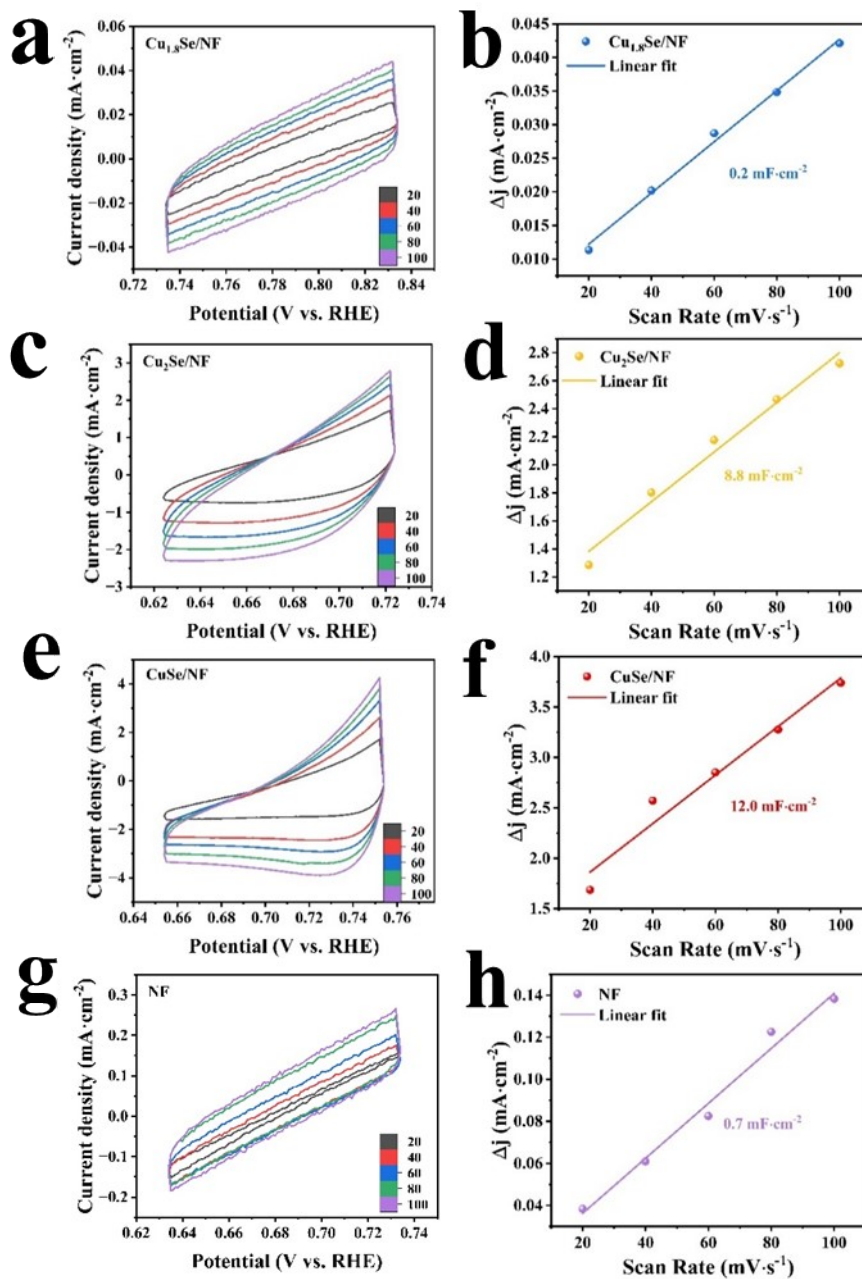 a
Cu1.8Se/NF
Current density (mA·cm−2)
0.04
0.02
0.00
−0.02
−0.04
20
40
60
80
100
0.72 0.74 0.76 0.78 0.80 0.82 0.84
Potential (V vs. RHE)
b
Cu1.8Se/NF
Linear fit
Δj (mA·cm−2)
0.045
0.040
0.035
0.030
0.025
0.020
0.015
0.010
0.2 mF·cm−2
20 40 60 80 100
Scan Rate (mV·s−1)
c
Cu2Se/NF
Current density (mA·cm−2)
3
2
1
0
−1
−2
−3
20
40
60
80
100
0.62 0.64 0.66 0.68 0.70 0.72 0.74
Potential (V vs. RHE)
d
Cu2Se/NF
Linear fit
Δj (mA·cm−2)
2.8
2.6
2.4
2.2
2.0
1.8
1.6
1.4
1.2
8.8 mF·cm−2
20 40 60 80 100
Scan Rate (mV·s−1)
e
CuSe/NF
Current density (mA·cm−2)
4
2
0
−2
−4
20
40
60
80
100
0.64 0.66 0.68 0.70 0.72 0.74 0.76
Potential (V vs. RHE)
f
CuSe/NF
Linear fit
Δj (mA·cm−2)
4.0
3.5
3.0
2.5
2.0
1.5
12.0 mF·cm−2
20 40 60 80 100
Scan Rate (mV·s−1)
g
NF
Current density (mA·cm−2)
0.3
0.2
0.1
0.0
−0.1
−0.2
20
40
60
80
100
0.62 0.64 0.66 0.68 0.70 0.72 0.74
Potential (V vs. RHE)
h
NF
Linear fit
Δj (mA·cm−2)
0.14
0.12
0.10
0.08
0.06
0.04
0.7 mF·cm−2
20 40 60 80 100
Scan Rate (mV·s−1)